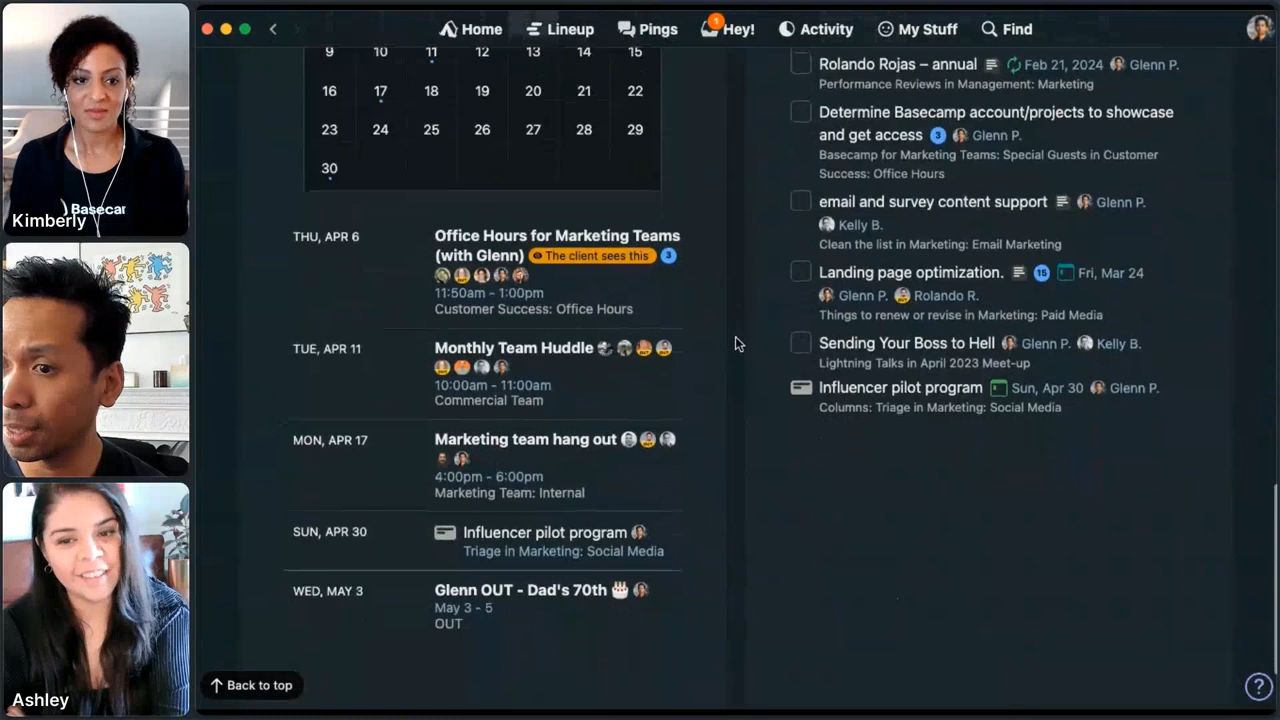 Home
Lineup
Pings
1
Hey!
Activity
My Stuff
Find
9 10 11 12 13 14 15
16 17 18 19 20 21 22
23 24 25 26 27 28 29
30
THU, APR 6
Office Hours for Marketing Teams
(with Glenn) The client sees this 3
11:50am - 1:00pm
Customer Success: Office Hours
TUE, APR 11
Monthly Team Huddle
10:00am - 11:00am
Commercial Team
MON, APR 17
Marketing team hang out
4:00pm - 6:00pm
Marketing Team: Internal
SUN, APR 30
Influencer pilot program
Triage in Marketing: Social Media
WED, MAY 3
Glenn OUT - Dad's 70th
May 3 - 5
OUT
Back to top
Rolando Rojas – annual Feb 21, 2024 Glenn P.
Performance Reviews in Management: Marketing
Determine Basecamp account/projects to showcase
and get access 3 Glenn P.
Basecamp for Marketing Teams: Special Guests in Customer
Success: Office Hours
email and survey content support Glenn P.
Kelly B.
Clean the list in Marketing: Email Marketing
Landing page optimization. 15 Fri, Mar 24
Glenn P. Rolando R.
Things to renew or revise in Marketing: Paid Media
Sending Your Boss to Hell Glenn P. Kelly B.
Lightning Talks in April 2023 Meet-up
Influencer pilot program Sun, Apr 30 Glenn P.
Columns: Triage in Marketing: Social Media
?
Basecar
Kimberly
Ashley